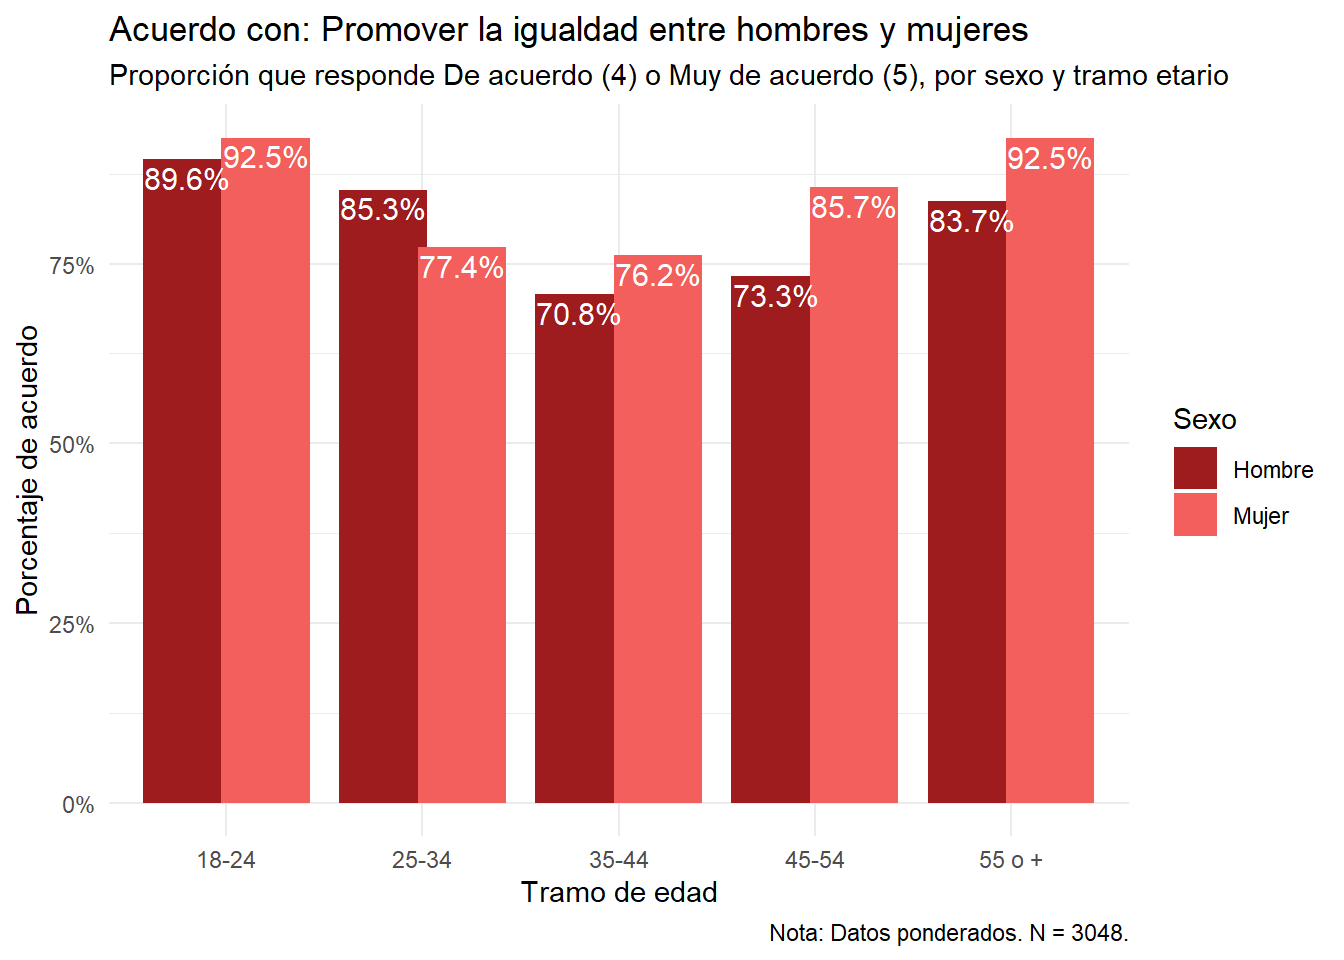 Acuerdo con: Promover la igualdad entre hombres y mujeres
Proporción que responde De acuerdo (4) o Muy de acuerdo (5), por sexo y tramo etario
89.6%
92.5%
85.3%
77.4%
70.8%
76.2%
73.3%
85.7%
83.7%
92.5%
75%
50%
25%
0%
Porcentaje de acuerdo
18-24
25-34
35-44
45-54
55 o +
Tramo de edad
Sexo
Hombre
Mujer
Nota: Datos ponderados. N = 3048.